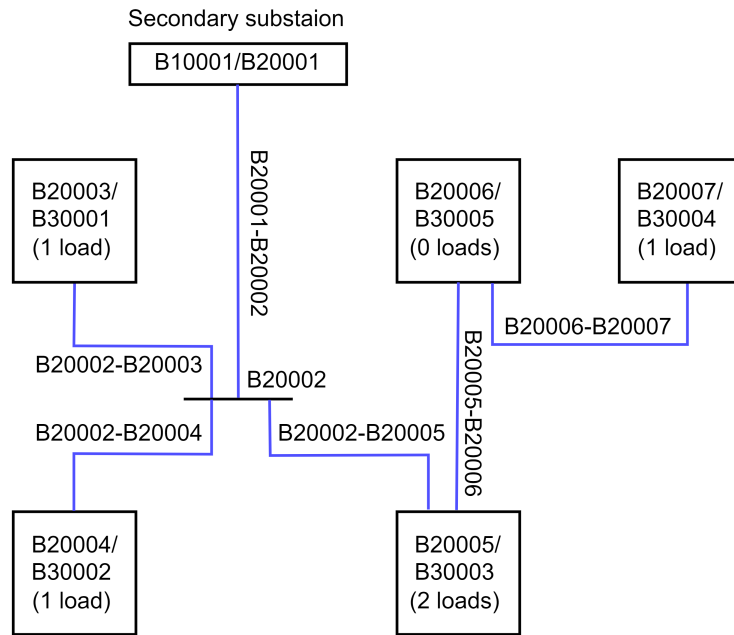 Secondary substaion
B10001/B20001
B20001-B20002
B20003/
B30001
(1 load)
B20006/
B30005
(0 loads)
B20007/
B30004
(1 load)
B20006-B20007
B20002-B20003
B20002
B20005-B20006
B20002-B20004
B20002-B20005
B20004/
B30002
(1 load)
B20005/
B30003
(2 loads)